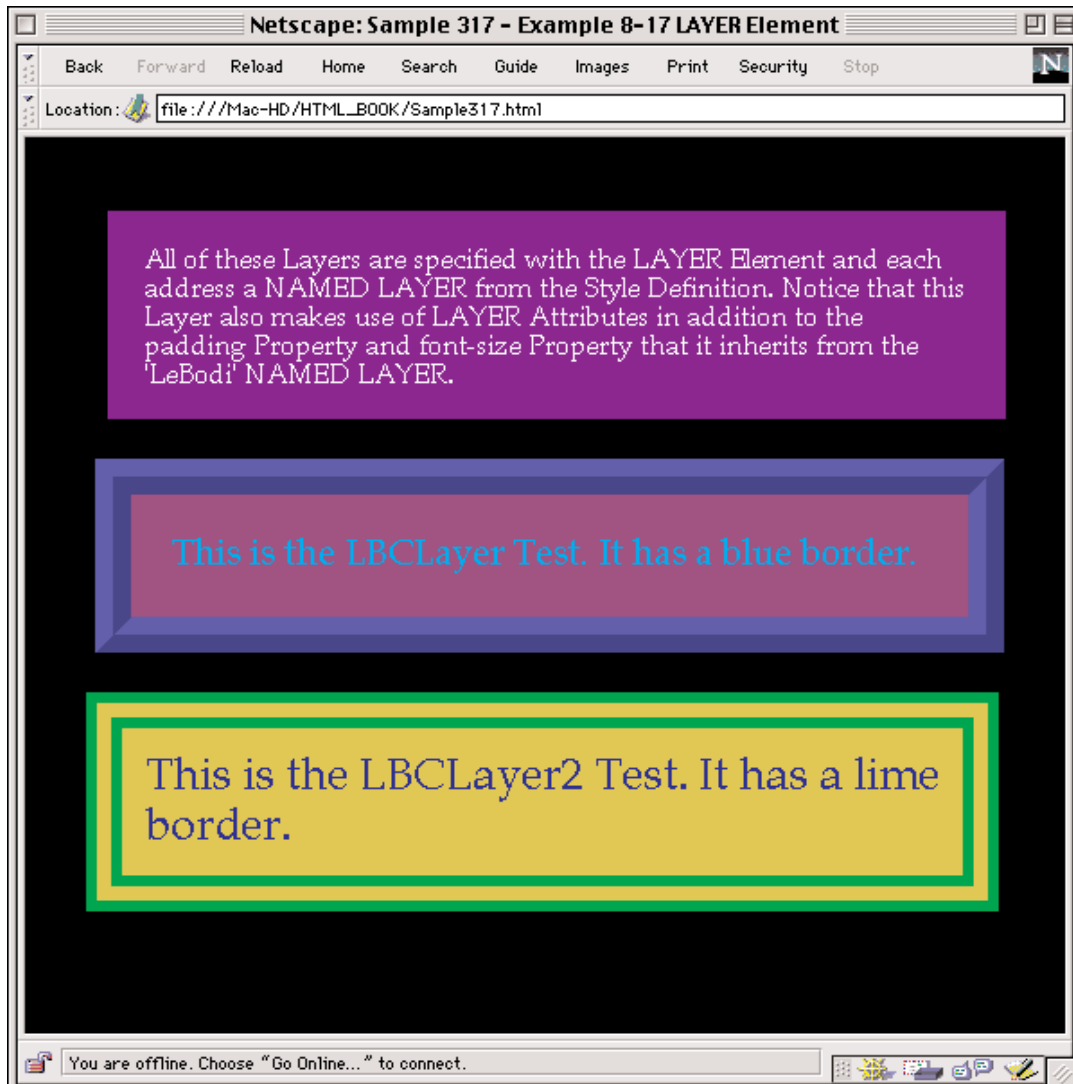 Netscape: Sample 317 - Example 8-17 LAYER Element
Back Forward Reload Home Search Guide Images Print Security Stop
N
Location: file:///Mac-HD/HTML_BOOK/Sample317.html
All of these Layers are specified with the LAYER Element and each
address a NAMED LAYER from the Style Definition. Notice that this
Layer also makes use of LAYER Attributes in addition to the
padding Property and font-size Property that it inherits from the
'LeBodi' NAMED LAYER.
This is the LBCLayer Test. It has a blue border.
This is the LBCLayer2 Test. It has a lime
border.
You are offline. Choose "Go Online..." to connect.